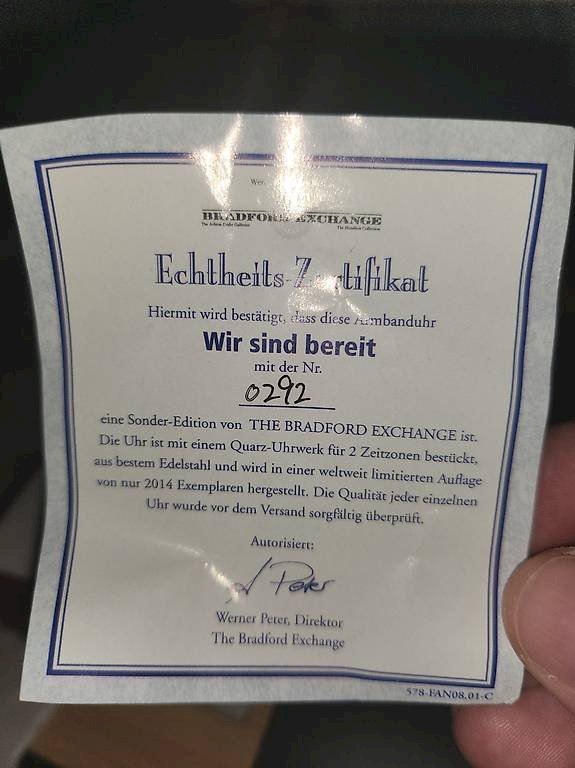 BRADFORD EXCHANGE
Echtheits-Zertifikat
Hiermit wird bestätigt, dass diese Armbanduhr
Wir sind bereit
mit der Nr.
0292
eine Sonder-Edition von THE BRADFORD EXCHANGE ist.
Die Uhr ist mit einem Quarz-Uhrwerk für 2 Zeitzonen bestückt,
aus bestem Edelstahl und wird in einer weltweit limitierten Auflage
von nur 2014 Exemplaren hergestellt. Die Qualität jeder einzelnen
Uhr wurde vor dem Versand sorgfältig überprüft.
Autorisiert:
Werner Peter, Direktor
The Bradford Exchange
578-FAN08.01-C